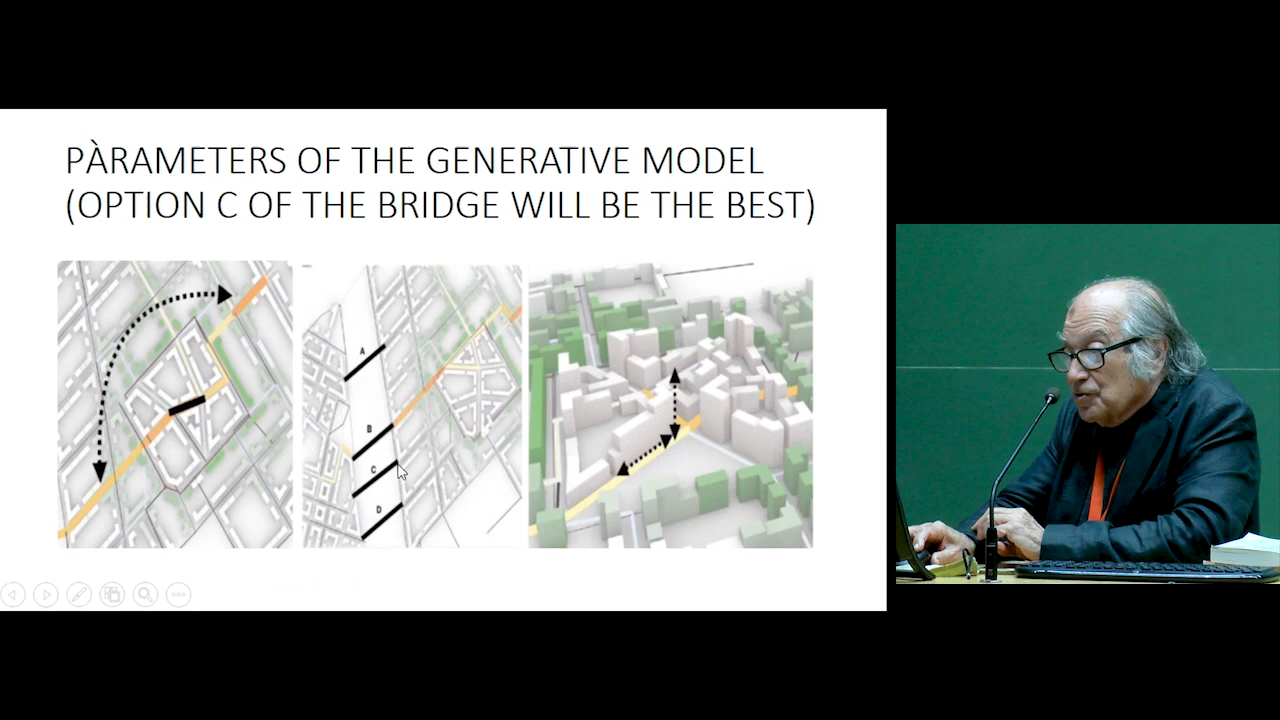 PÀRAMETERS OF THE GENERATIVE MODEL
(OPTION C OF THE BRIDGE WILL BE THE BEST)
A
B
C
D